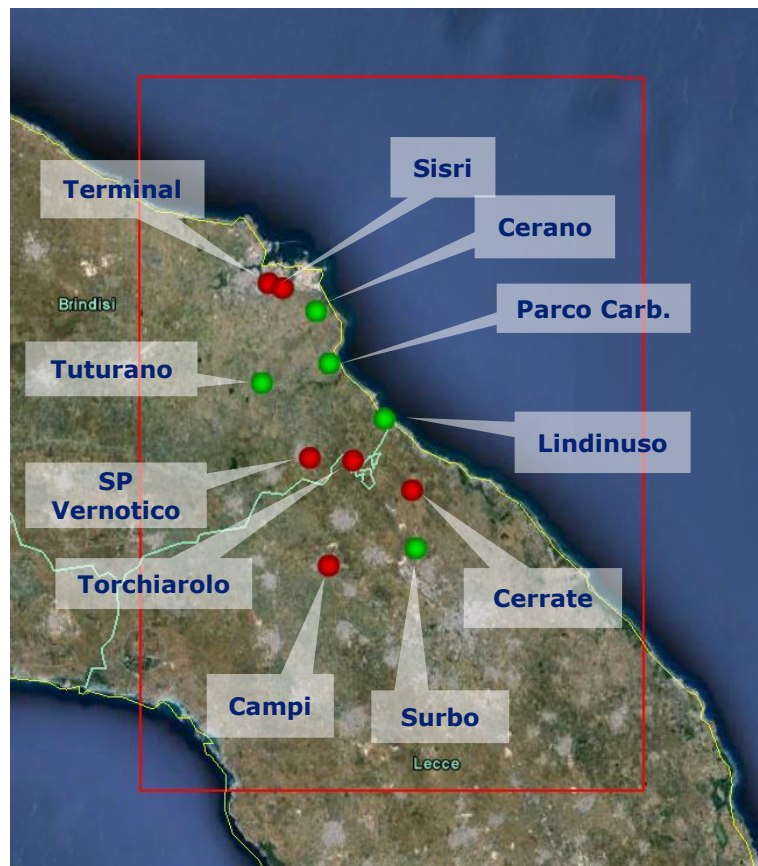 Sisri
Terminal
Cerano
Brindisi
Parco Carb.
Tuturano
Lindinuso
SP
Vernotico
Torchiarolo
Cerrate
Campi
Surbo
Lecce